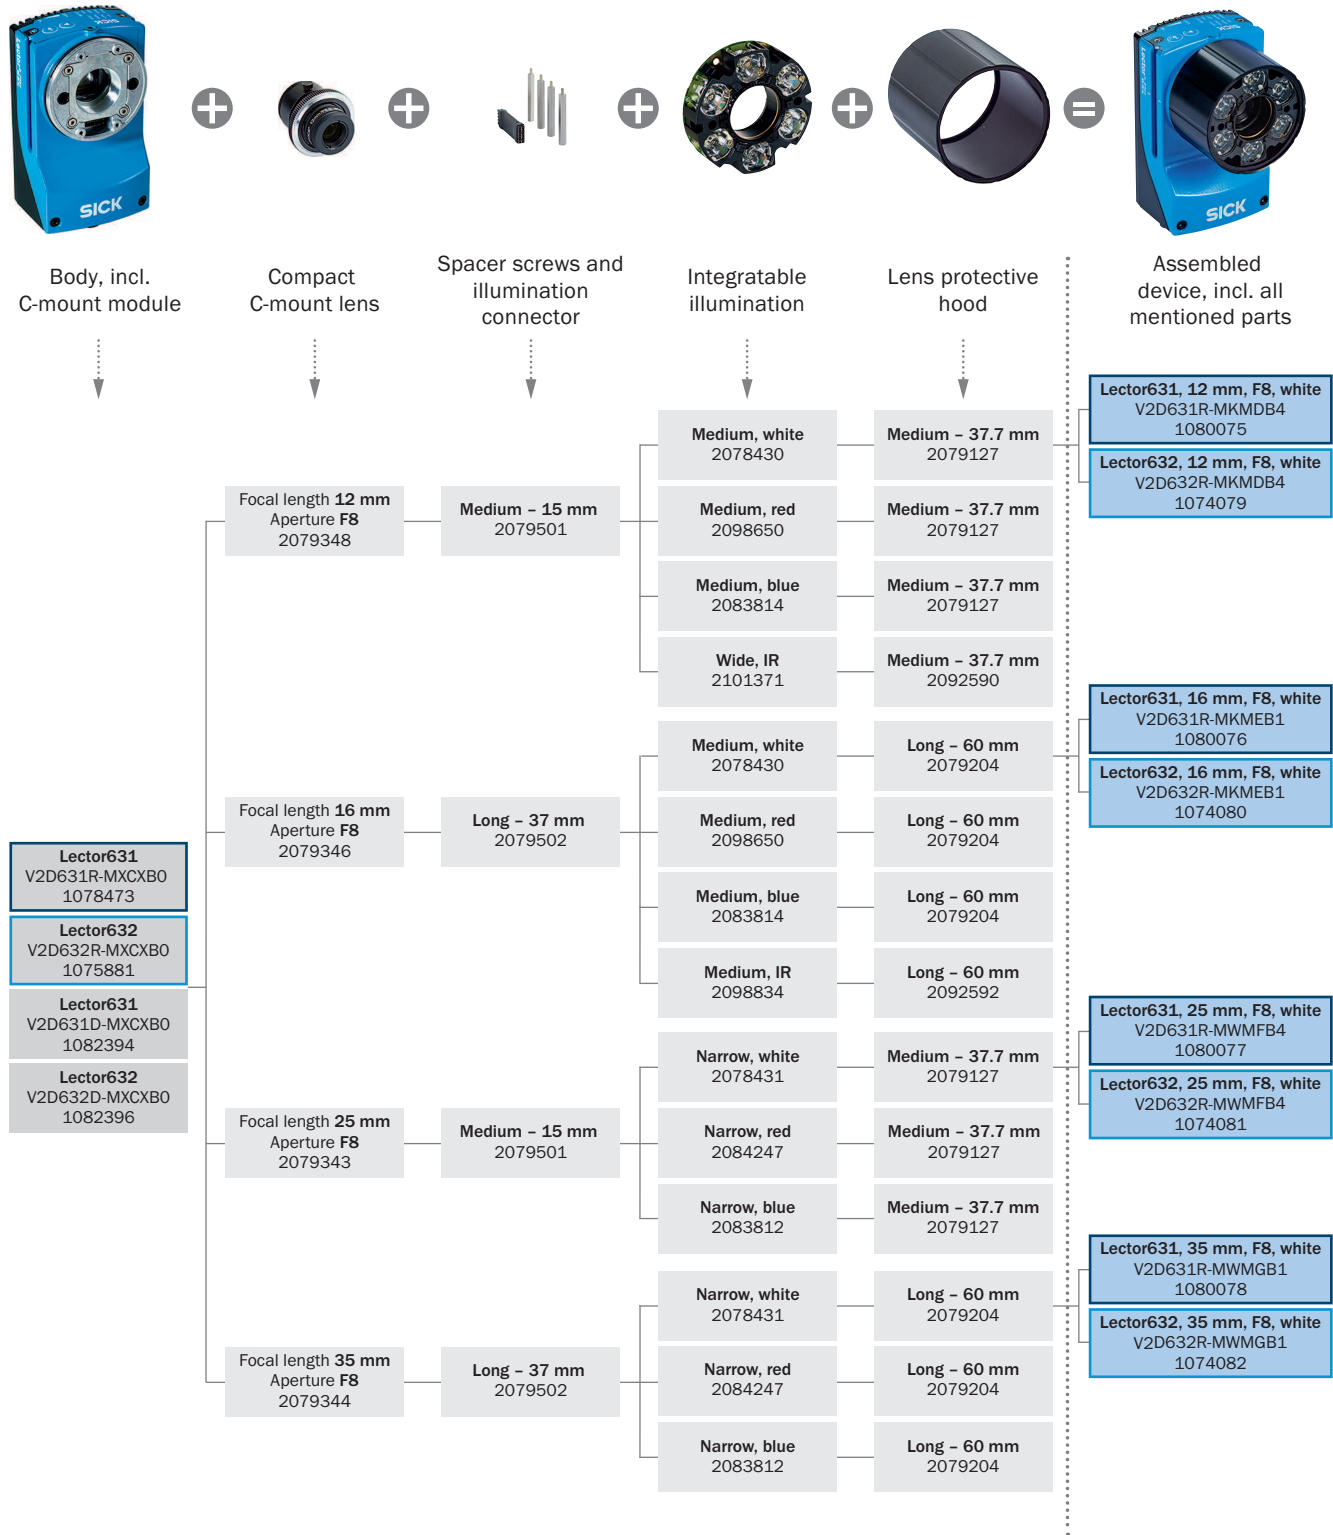 SICK
SICK
Lector
SICK
SICK
Body, incl.
C-mount module
Compact
C-mount lens
Spacer screws and
illumination
connector
Integratable
illumination
Lens protective
hood
Assembled
device, incl. all
mentioned parts
Lector631
V2D631R-MXCXB0
1078473
Lector632
V2D632R-MXCXB0
1075881
Lector631
V2D631D-MXCXB0
1082394
Lector632
V2D632D-MXCXB0
1082396
Focal length 12 mm
Aperture F8
2079348
Medium – 15 mm
2079501
Medium, white
2078430
Medium – 37.7 mm
2079127
Medium, red
2098650
Medium – 37.7 mm
2079127
Medium, blue
2083814
Medium – 37.7 mm
2079127
Wide, IR
2101371
Medium – 37.7 mm
2092590
Lector631, 12 mm, F8, white
V2D631R-MKMDB4
1080075
Lector632, 12 mm, F8, white
V2D632R-MKMDB4
1074079
Focal length 16 mm
Aperture F8
2079346
Long – 37 mm
2079502
Medium, white
2078430
Long – 60 mm
2079204
Medium, red
2098650
Long – 60 mm
2079204
Medium, blue
2083814
Long – 60 mm
2079204
Medium, IR
2098834
Long – 60 mm
2092592
Lector631, 16 mm, F8, white
V2D631R-MKMEB1
1080076
Lector632, 16 mm, F8, white
V2D632R-MKMEB1
1074080
Focal length 25 mm
Aperture F8
2079343
Medium – 15 mm
2079501
Narrow, white
2078431
Medium – 37.7 mm
2079127
Narrow, red
2084247
Medium – 37.7 mm
2079127
Narrow, blue
2083812
Medium – 37.7 mm
2079127
Lector631, 25 mm, F8, white
V2D631R-MWMFB4
1080077
Lector632, 25 mm, F8, white
V2D632R-MWMFB4
1074081
Focal length 35 mm
Aperture F8
2079344
Long – 37 mm
2079502
Narrow, white
2078431
Long – 60 mm
2079204
Narrow, red
2084247
Long – 60 mm
2079204
Narrow, blue
2083812
Long – 60 mm
2079204
Lector631, 35 mm, F8, white
V2D631R-MWMGB1
1080078
Lector632, 35 mm, F8, white
V2D632R-MWMGB1
1074082